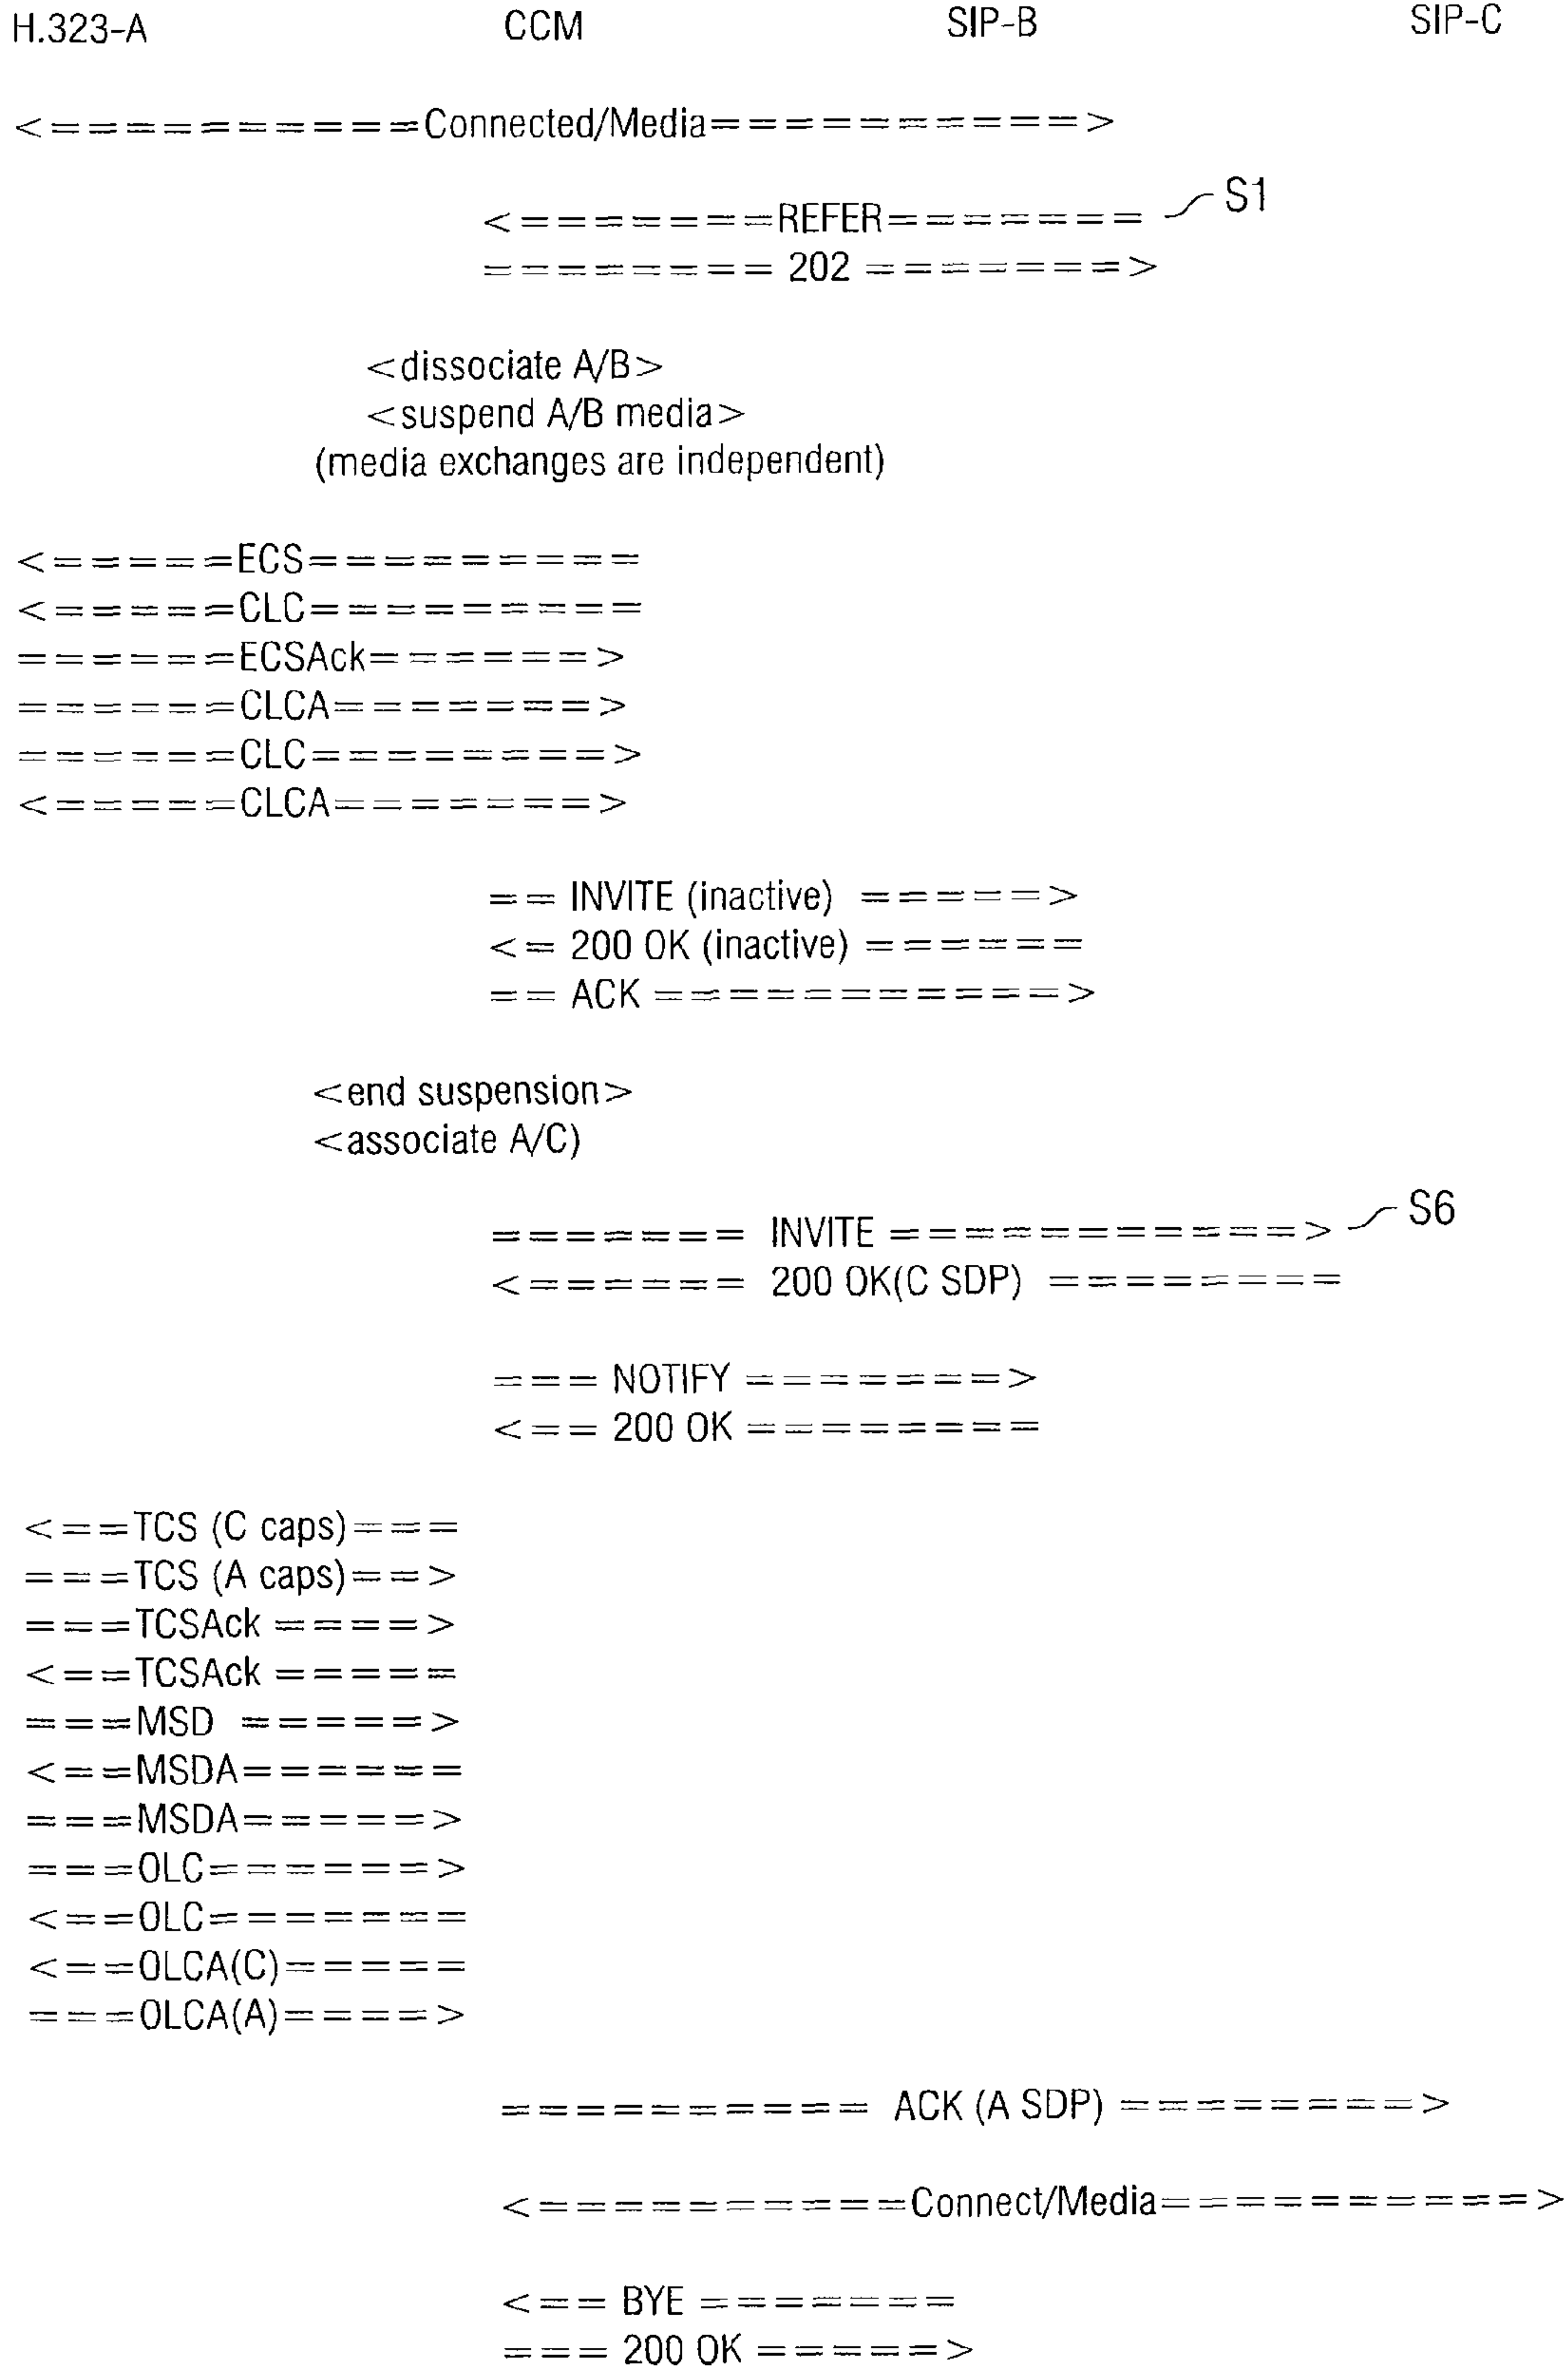 H.323-A CCM SIP-B SIP-C
<==========Connected/Media==========>
<=======REFER======= S1
======== 202 =======>
<dissociate A/B>
<suspend A/B media>
(media exchanges are independent)
<=====ECS=========
<=====CLC=========
======ECSAck======>
======CLCA=======>
======CLC========>
<=====CLCA=======>
== INVITE (inactive) =====>
<= 200 OK (inactive) ======
== ACK ===========>
<end suspension>
<associate A/C)
======= INVITE ===========> S6
<====== 200 OK(C SDP) ========
=== NOTIFY =======>
<== 200 OK ========
<==TCS (C caps)===
===TCS (A caps)==>
===TCSAck ====>
<==TCSAck =====
===MSD =====>
<==MSDA======
===MSDA=====>
===OLC======>
<==OLC=======
<==OLCA(C)=====
===OLCA(A)====>
========== ACK (A SDP) ========>
<==========Connect/Media==========>
<== BYE =======
=== 200 OK =====>